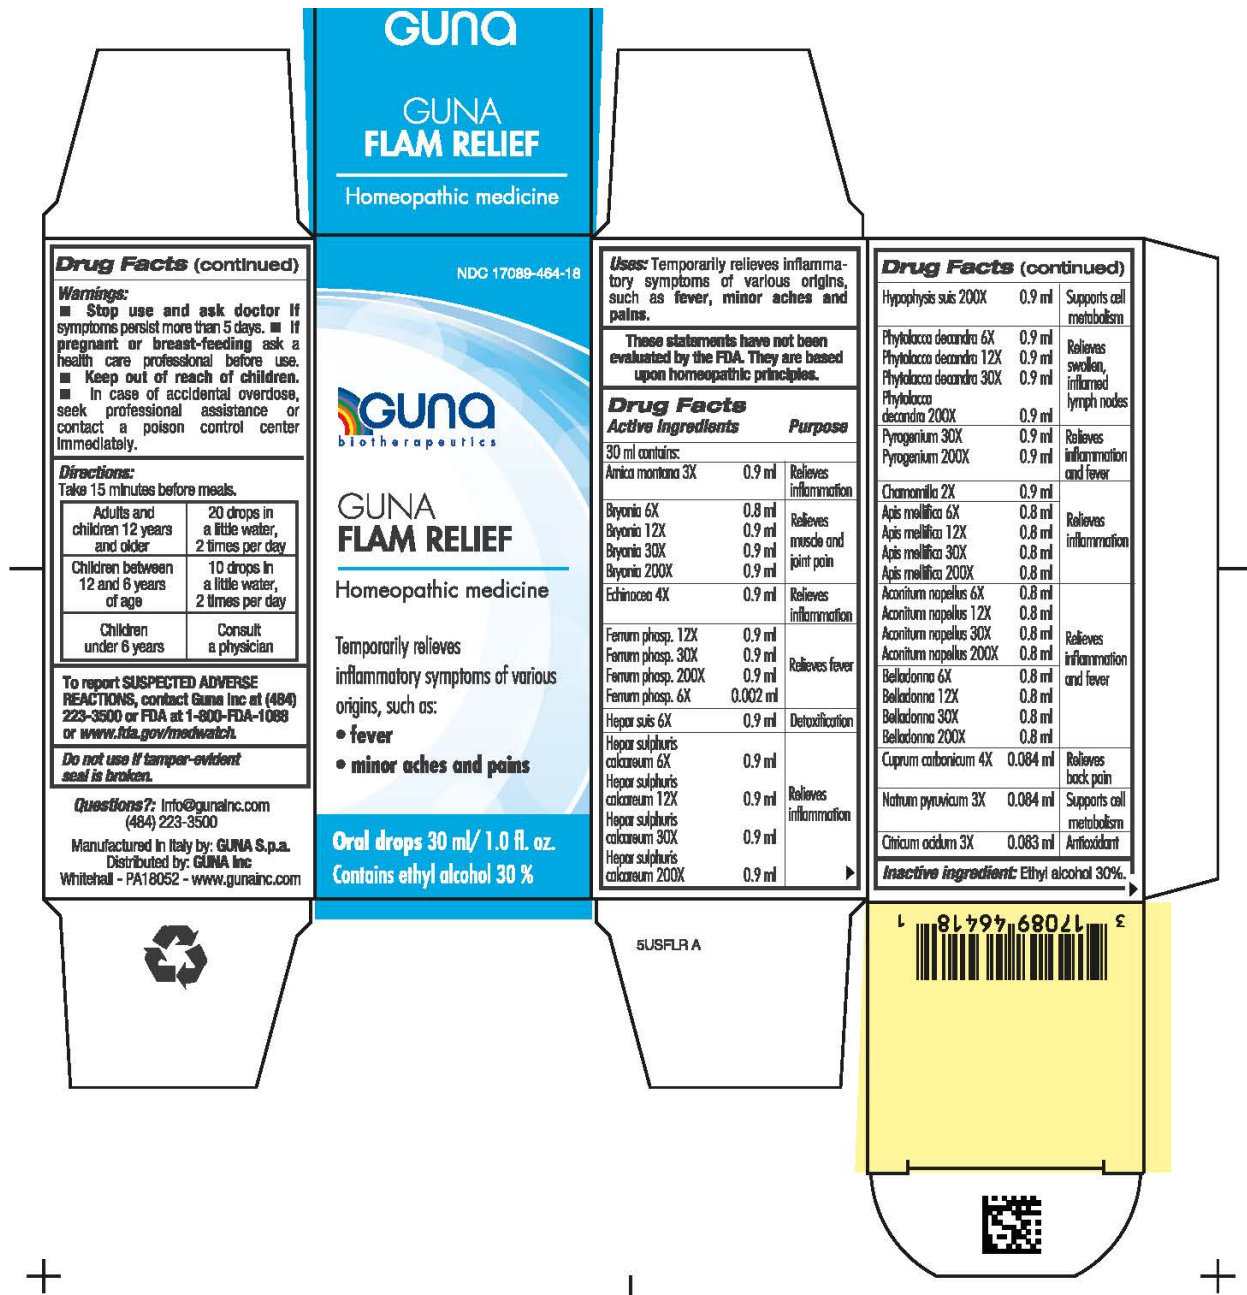 GUNA
GUNA
FLAM RELIEF
Homeopathic medicine
Drug Facts (continued)
Warnings:
■ Stop use and ask doctor if
symptoms persist more than 5 days. ■ If
pregnant or breast-feeding ask a
health care professional before use.
■ Keep out of reach of children.
■ In case of accidental overdose,
seek professional assistance or
contact a poison control center
immediately.
Directions:
Take 15 minutes before meals.
Adults and children 12 years and older 20 drops in a little water, 2 times per day
Children between 12 and 6 years of age 10 drops in a little water, 2 times per day
Children under 6 years Consult a physician
To report SUSPECTED ADVERSE
REACTIONS, contact Guna Inc at (484)
223-3500 or FDA at 1-800-FDA-1088
or www.fda.gov/medwatch.
Do not use if tamper-evident
seal is broken.
Questions?: info@gunainc.com
(484) 223-3500
Manufactured in Italy by: GUNA S.p.a.
Distributed by: GUNA Inc
Whitehall - PA18052 - www.gunainc.com
NDC 17089-464-18
GUNA
biotherapeutics
GUNA
FLAM RELIEF
Homeopathic medicine
Temporarily relieves
inflammatory symptoms of various
origins, such as:
• fever
• minor aches and pains
Oral drops 30 ml/ 1.0 fl. oz.
Contains ethyl alcohol 30 %
Uses: Temporarily relieves inflamma-
tory symptoms of various origins,
such as fever, minor aches and
pains.
These statements have not been
evaluated by the FDA. They are based
upon homeopathic principles.
Drug Facts
Active Ingredients Purpose
30 ml contains:
Arnica montana 3X 0.9 ml Relieves inflammation
Bryonia 6X 0.8 ml Relieves
Bryonia 12X 0.9 ml muscle and
Bryonia 30X 0.9 ml joint pain
Bryonia 200X 0.9 ml
Echinacea 4X 0.9 ml Relieves inflammation
Ferrum phosp. 12X 0.9 ml
Ferrum phosp. 30X 0.9 ml Relieves fever
Ferrum phosp. 200X 0.9 ml
Ferrum phosp. 6X 0.002 ml
Hepar suis 6X 0.9 ml Detoxification
Hepar sulphuris
calcareum 6X 0.9 ml
Hepar sulphuris
calcareum 12X 0.9 ml Relieves
Hepar sulphuris inflammation
calcareum 30X 0.9 ml
Hepar sulphuris
calcareum 200X 0.9 ml
5USFLR A
Drug Facts (continued)
Hypophysis suis 200X 0.9 ml Supports cell metabolism
Phytolacca decandra 6X 0.9 ml Relieves
Phytolacca decandra 12X 0.9 ml swollen,
Phytolacca decandra 30X 0.9 ml inflamed
Phytolacca lymph nodes
decandra 200X 0.9 ml
Pyrogenium 30X 0.9 ml Relieves inflammation
Pyrogenium 200X 0.9 ml and fever
Chamomilla 2X 0.9 ml
Apis mellifica 6X 0.8 ml Relieves
Apis mellifica 12X 0.8 ml inflammation
Apis mellifica 30X 0.8 ml
Apis mellifica 200X 0.8 ml
Aconitum napellus 6X 0.8 ml
Aconitum napellus 12X 0.8 ml
Aconitum napellus 30X 0.8 ml Relieves
Aconitum napellus 200X 0.8 ml inflammation
Belladonna 6X 0.8 ml and fever
Belladonna 12X 0.8 ml
Belladonna 30X 0.8 ml
Belladonna 200X 0.8 ml
Cuprum carbonicum 4X 0.084 ml Relieves back pain
Natrum pyruvicum 3X 0.084 ml Supports cell metabolism
Citricum acidum 3X 0.083 ml Antioxidant
Inactive ingredient: Ethyl alcohol 30%.
3 17089 46418 1